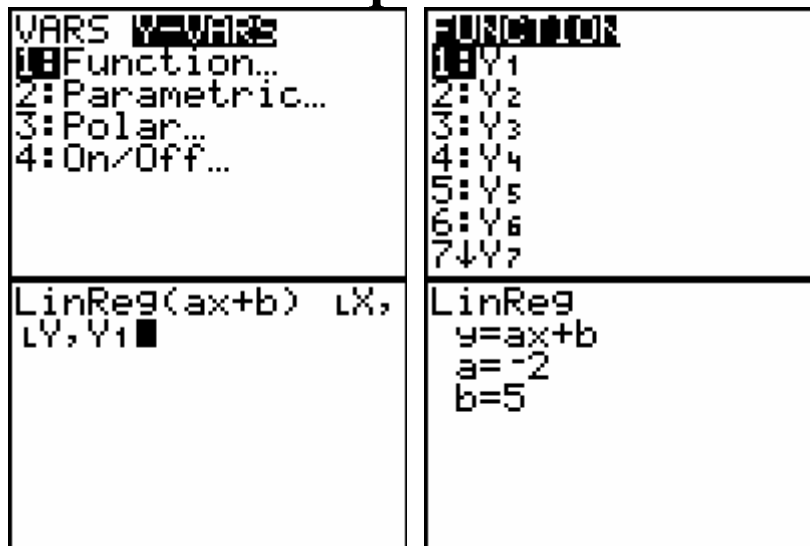 VARS Y-VARS
1:Function…
2:Parametric…
3:Polar…
4:On/Off…
FUNCTION
1:Y₁
2:Y₂
3:Y₃
4:Y₄
5:Y₅
6:Y₆
7↓Y₇
LinReg(ax+b) ʟX,
ʟY,Y₁
LinReg
y=ax+b
a=⁻2
b=5